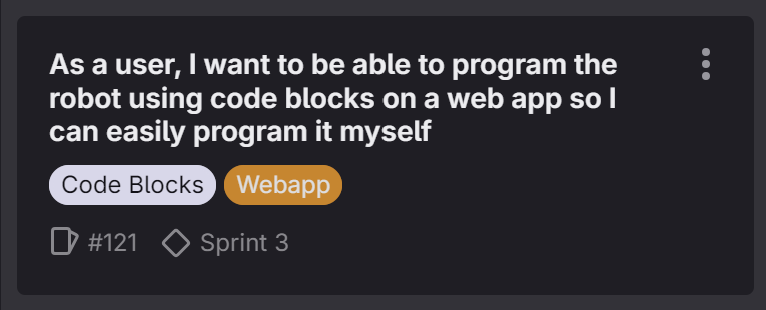 As a user, I want to be able to program the
robot using code blocks on a web app so I
can easily program it myself
Code Blocks Webapp
#121 Sprint 3